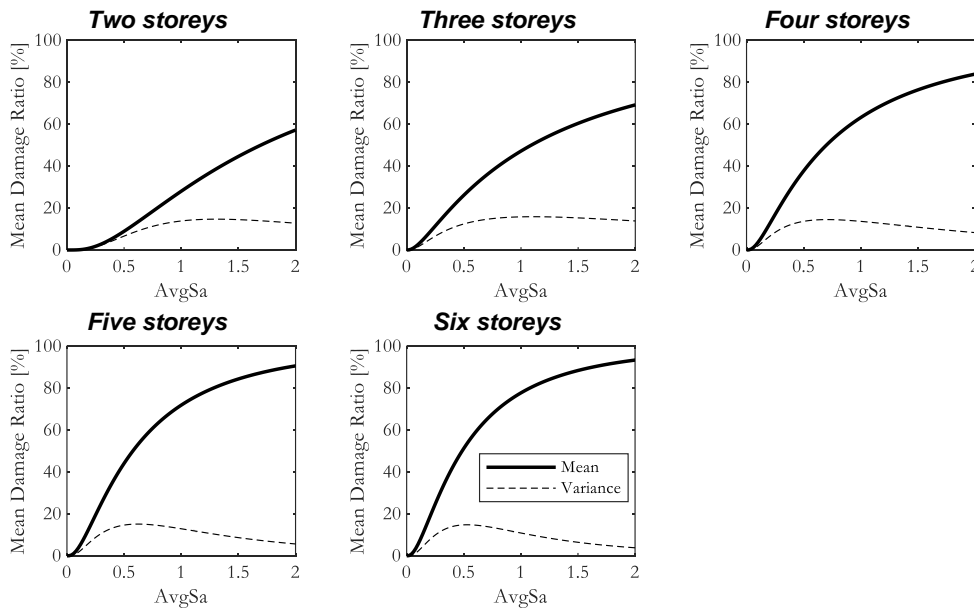 Two storeys
Three storeys
Four storeys
Mean Damage Ratio [%]
100
80
60
40
20
0
0 0.5 1 1.5 2
AvgSa
Mean Damage Ratio [%]
100
80
60
40
20
0
0 0.5 1 1.5 2
AvgSa
Mean Damage Ratio [%]
100
80
60
40
20
0
0 0.5 1 1.5 2
AvgSa
Five storeys
Six storeys
Mean Damage Ratio [%]
100
80
60
40
20
0
0 0.5 1 1.5 2
AvgSa
Mean Damage Ratio [%]
100
80
60
40
20
0
Mean
Variance
0 0.5 1 1.5 2
AvgSa